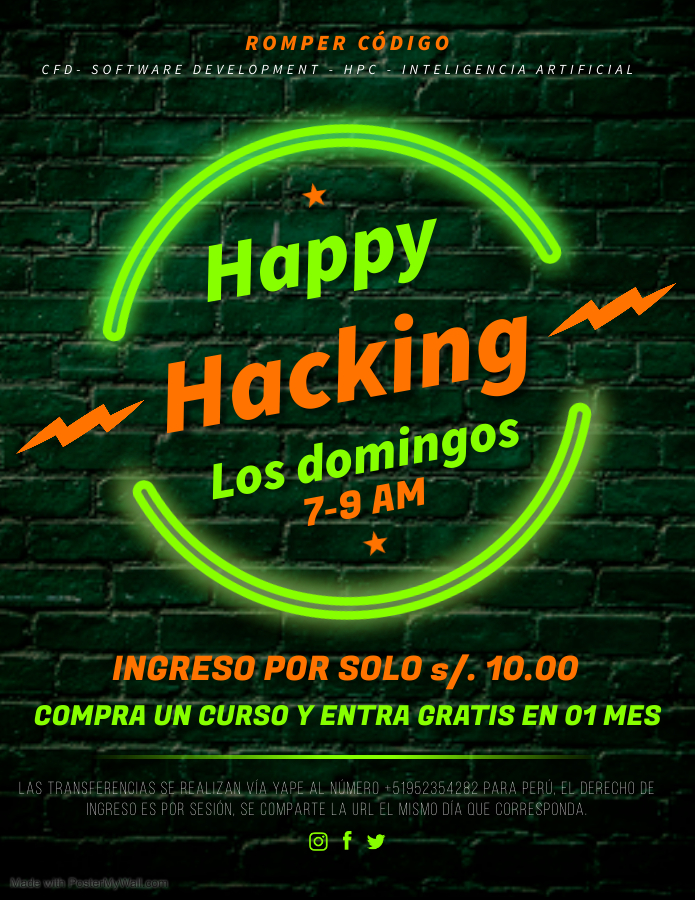 ROMPER CÓDIGO
CFD- SOFTWARE DEVELOPMENT - HPC - INTELIGENCIA ARTIFICIAL
Happy
Hacking
Los domingos
7-9 AM
INGRESO POR SOLO s/. 10.00
COMPRA UN CURSO Y ENTRA GRATIS EN 01 MES
LAS TRANSFERENCIAS SE REALIZAN VÍA YAPE AL NÚMERO +51952354282 PARA PERÚ, EL DERECHO DE
INGRESO ES POR SESIÓN, SE COMPARTE LA URL EL MISMO DÍA QUE CORRESPONDA.
Made with PosterMyWall.com